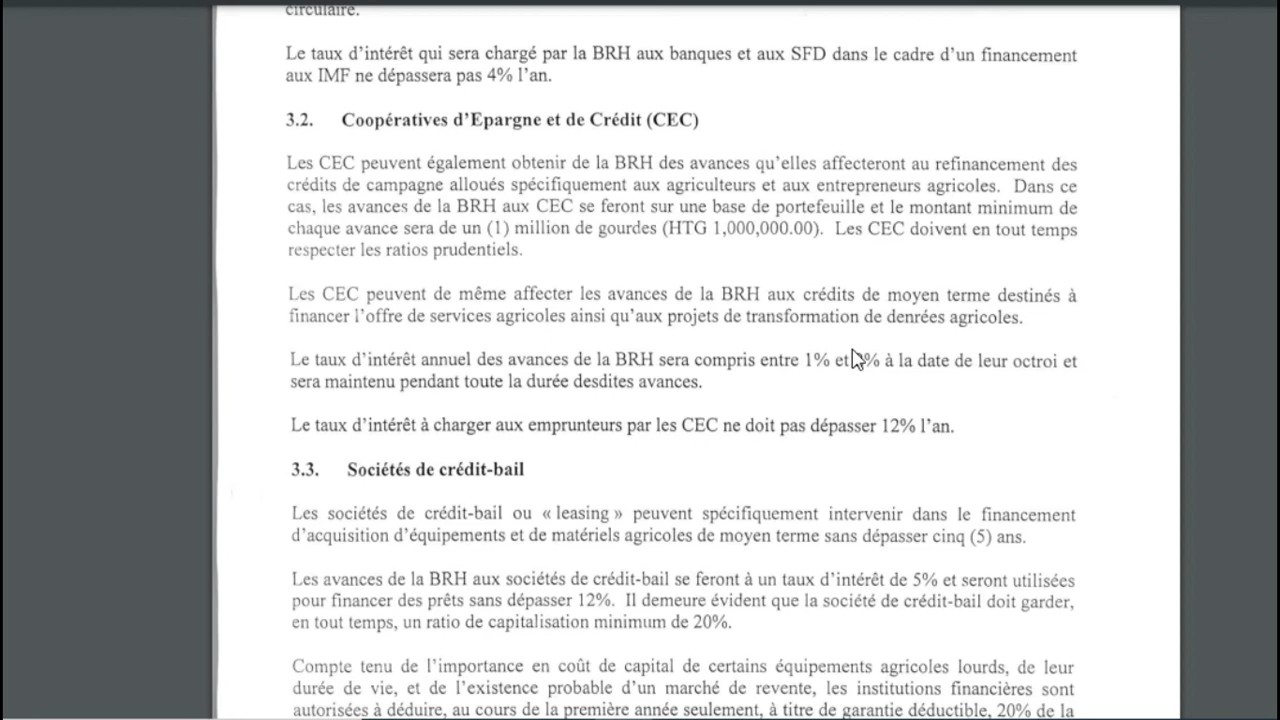 circulaire.
Le taux d’intérêt qui sera chargé par la BRH aux banques et aux SFD dans le cadre d’un financement
aux IMF ne dépassera pas 4% l’an.
3.2. Coopératives d’Epargne et de Crédit (CEC)
Les CEC peuvent également obtenir de la BRH des avances qu’elles affecteront au refinancement des
crédits de campagne alloués spécifiquement aux agriculteurs et aux entrepreneurs agricoles. Dans ce
cas, les avances de la BRH aux CEC se feront sur une base de portefeuille et le montant minimum de
chaque avance sera de un (1) million de gourdes (HTG 1,000,000.00). Les CEC doivent en tout temps
respecter les ratios prudentiels.
Les CEC peuvent de même affecter les avances de la BRH aux crédits de moyen terme destinés à
financer l’offre de services agricoles ainsi qu’aux projets de transformation de denrées agricoles.
Le taux d’intérêt annuel des avances de la BRH sera compris entre 1% et % à la date de leur octroi et
sera maintenu pendant toute la durée desdites avances.
Le taux d’intérêt à charger aux emprunteurs par les CEC ne doit pas dépasser 12% l’an.
3.3. Sociétés de crédit-bail
Les sociétés de crédit-bail ou « leasing » peuvent spécifiquement intervenir dans le financement
d’acquisition d’équipements et de matériels agricoles de moyen terme sans dépasser cinq (5) ans.
Les avances de la BRH aux sociétés de crédit-bail se feront à un taux d’intérêt de 5% et seront utilisées
pour financer des prêts sans dépasser 12%. Il demeure évident que la société de crédit-bail doit garder,
en tout temps, un ratio de capitalisation minimum de 20%.
Compte tenu de l’importance en coût de capital de certains équipements agricoles lourds, de leur
durée de vie, et de l’existence probable d’un marché de revente, les institutions financières sont
autorisées à déduire, au cours de la première année seulement, à titre de garantie déductible, 20% de la